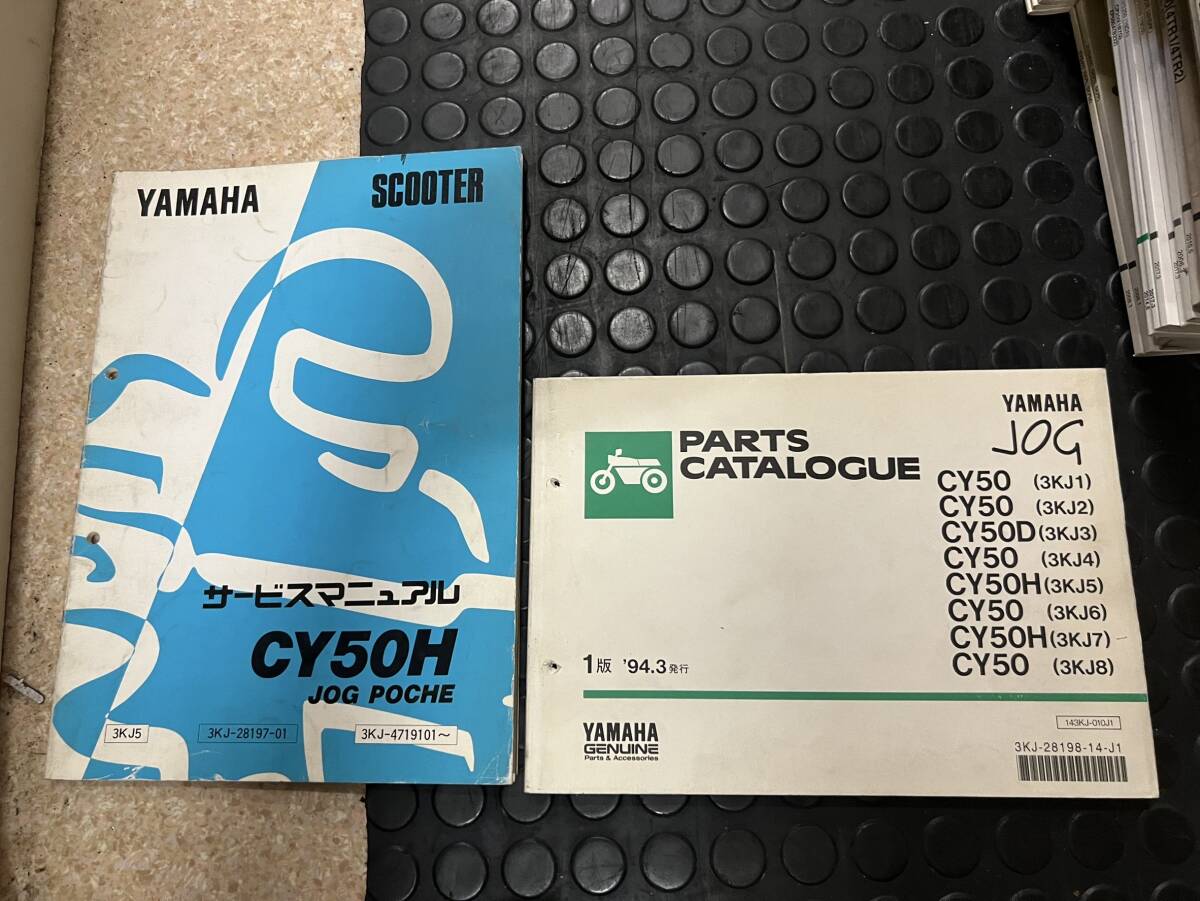 YAMAHA
SCOOTER
サービスマニュアル
CY50H
JOG POCHE
3KJ5
3KJ-28197-01
3KJ-4719101~
YAMAHA
JOG
PARTS
CATALOGUE
CY50 (3KJ1)
CY50 (3KJ2)
CY50D (3KJ3)
CY50 (3KJ4)
CY50H (3KJ5)
CY50 (3KJ6)
CY50H (3KJ7)
CY50 (3KJ8)
1版 '94.3発行
YAMAHA
GENUINE
Parts & Accessories
143KJ-010J1
3KJ-28198-14-J1
(4TR1/4TR2)